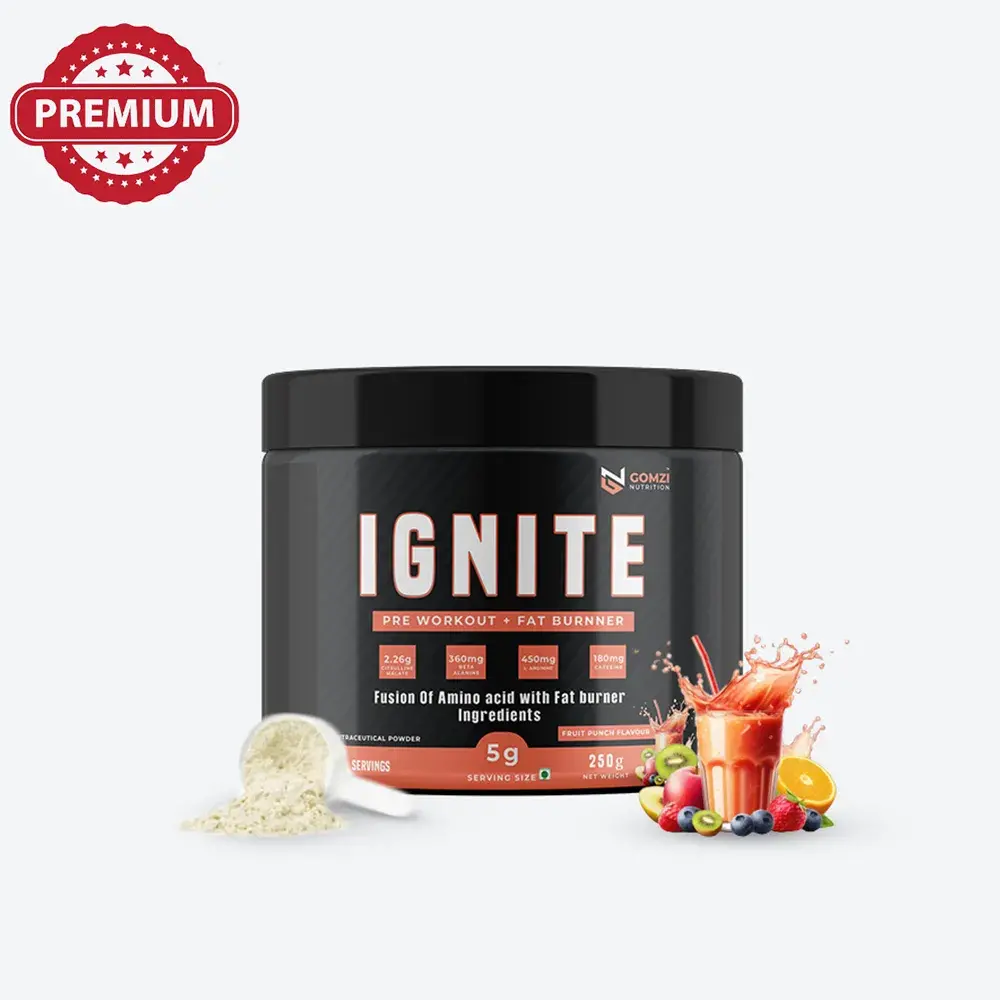 PREMIUM
GOMZI
NUTRITION
IGNITE
PRE WORKOUT + FAT BURNNER
2.26g
CITRULLINE
MALATE
360mg
BETA
ALANINE
450mg
L-ARGININE
180mg
CAFFEINE
Fusion Of Amino acid with Fat burner
Ingredients
FRUIT PUNCH FLAVOUR
SERVINGS
5g
SERVING SIZE
250g
NET WEIGHT
POWDER